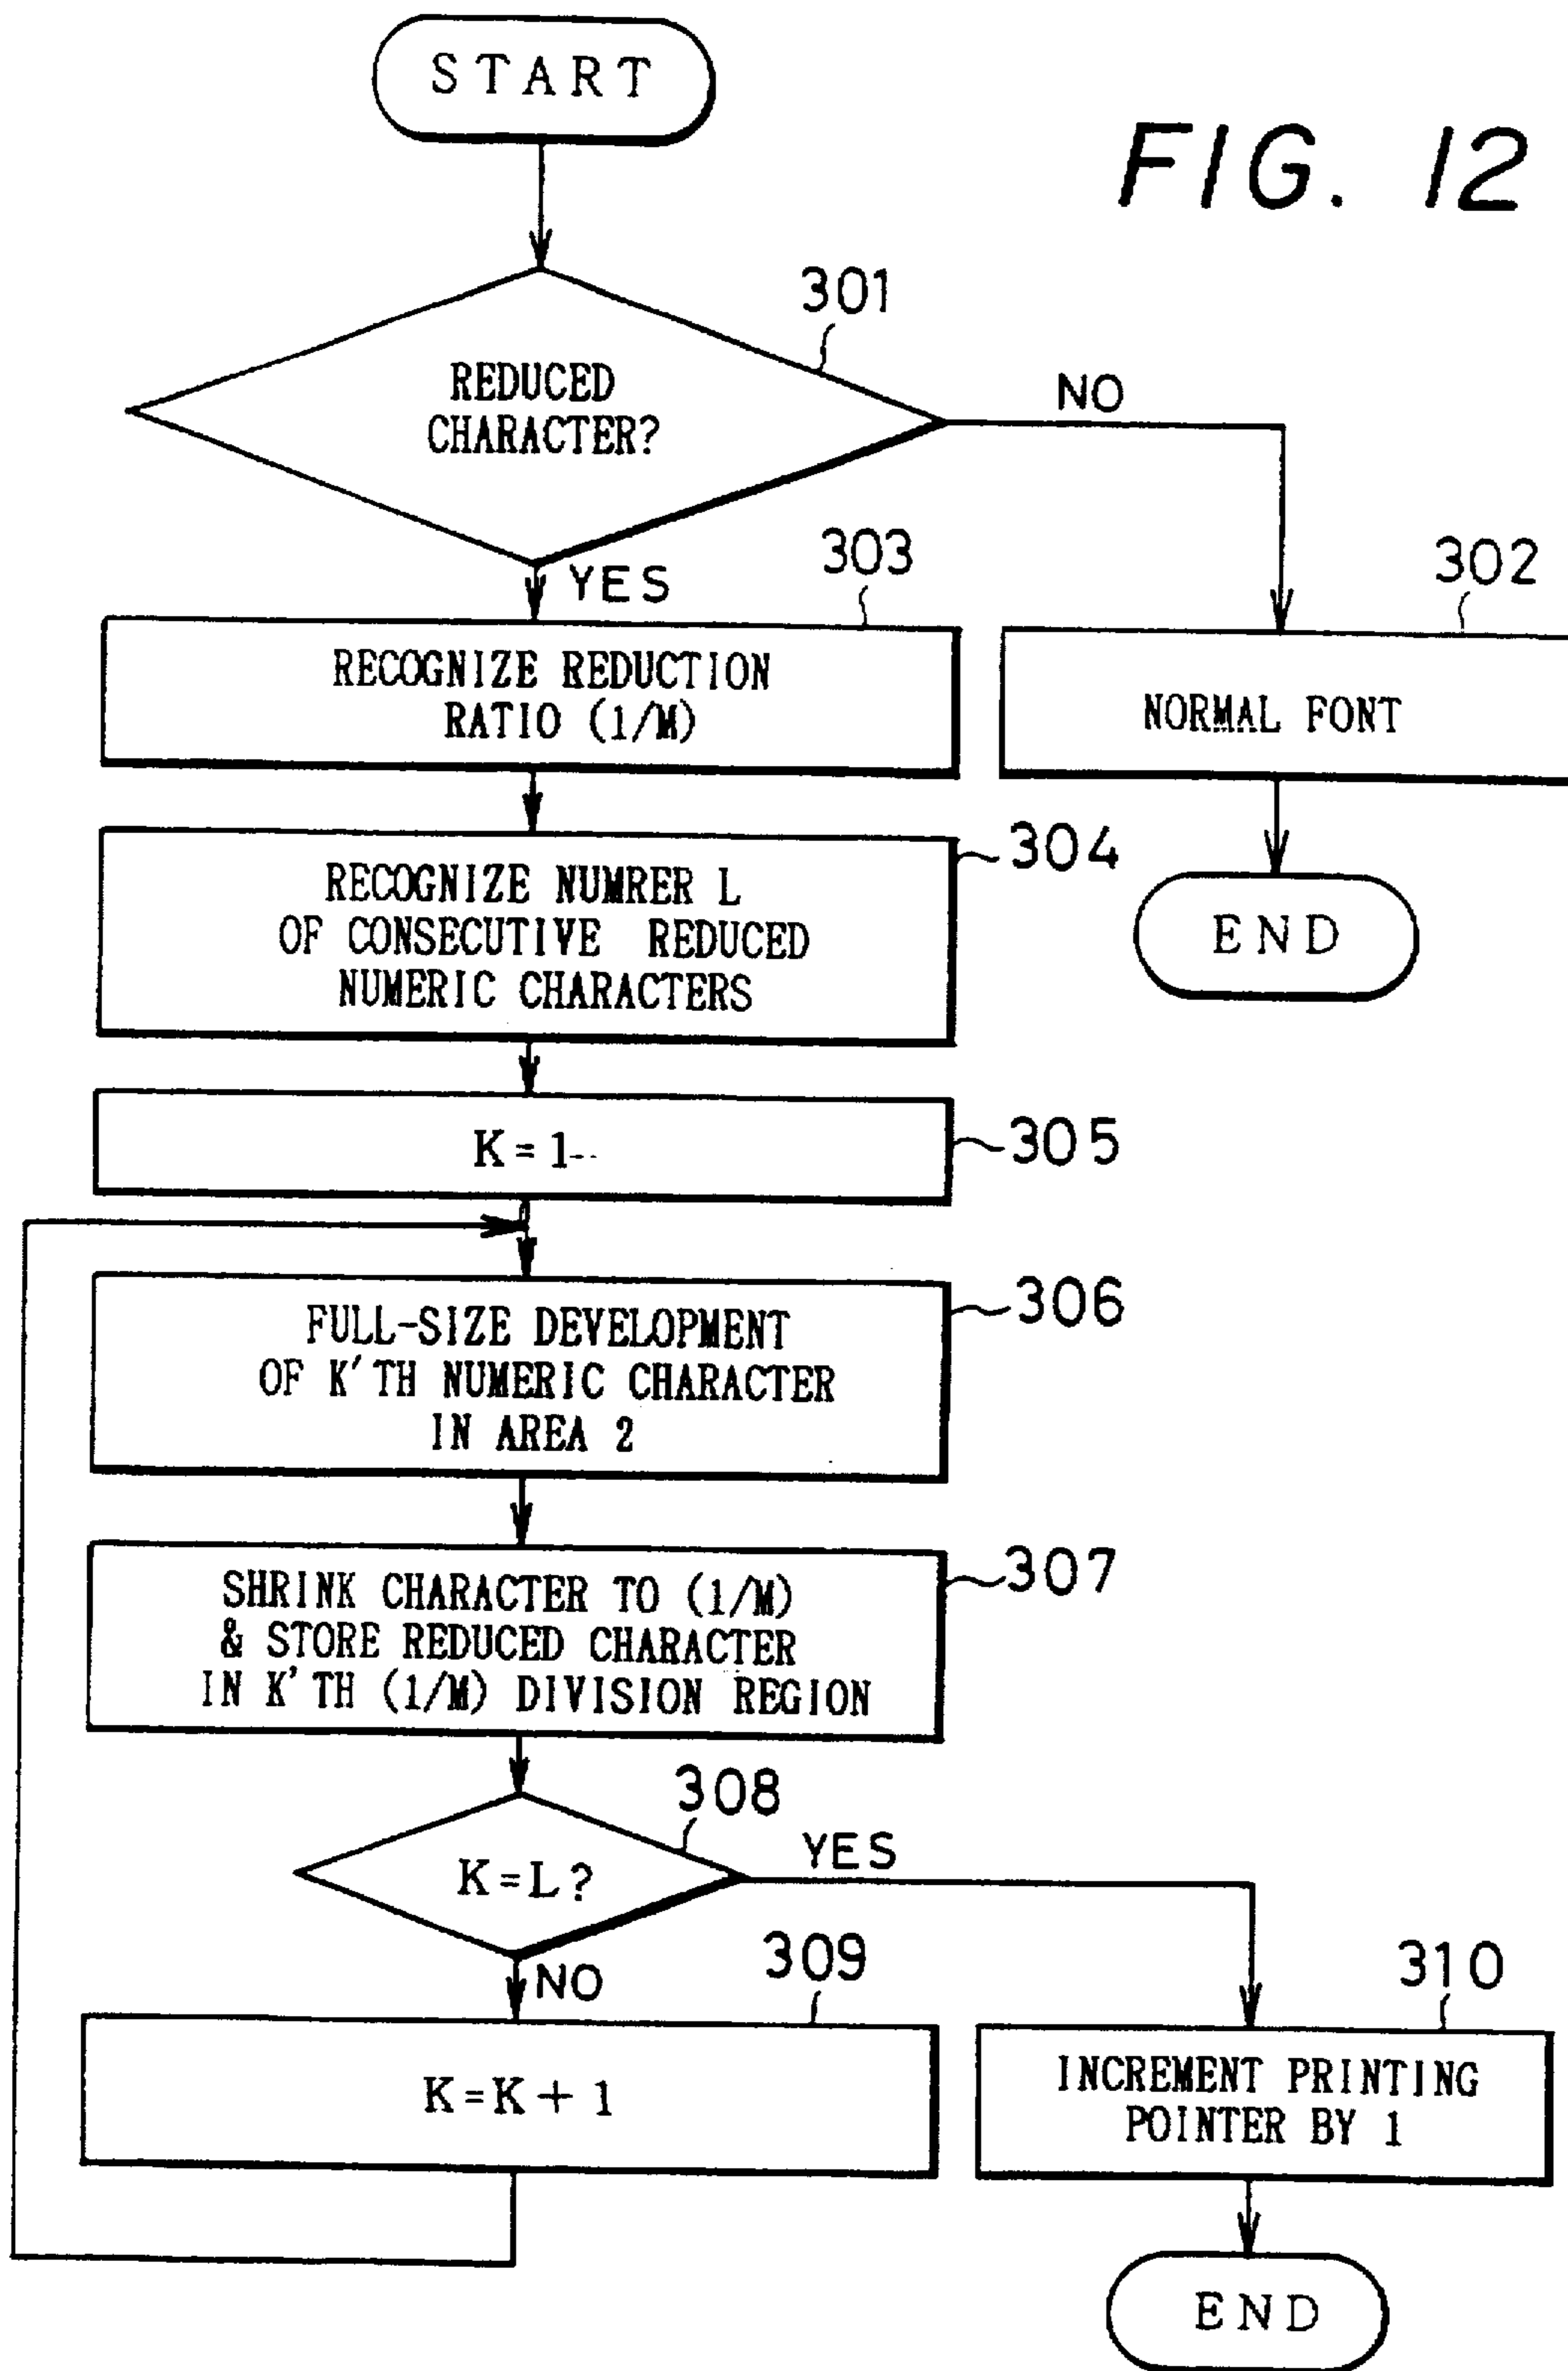 START
FIG. 12
301
REDUCED
CHARACTER?
NO
YES
303
302
RECOGNIZE REDUCTION
RATIO (1/M)
NORMAL FONT
304
RECOGNIZE NUMRER L
OF CONSECUTIVE REDUCED
NUMERIC CHARACTERS
END
K=1
305
306
FULL-SIZE DEVELOPMENT
OF K'TH NUMERIC CHARACTER
IN AREA 2
307
SHRINK CHARACTER TO (1/M)
& STORE REDUCED CHARACTER
IN K'TH (1/M) DIVISION REGION
308
K=L?
YES
NO
309
310
K=K+1
INCREMENT PRINTING
POINTER BY 1
END